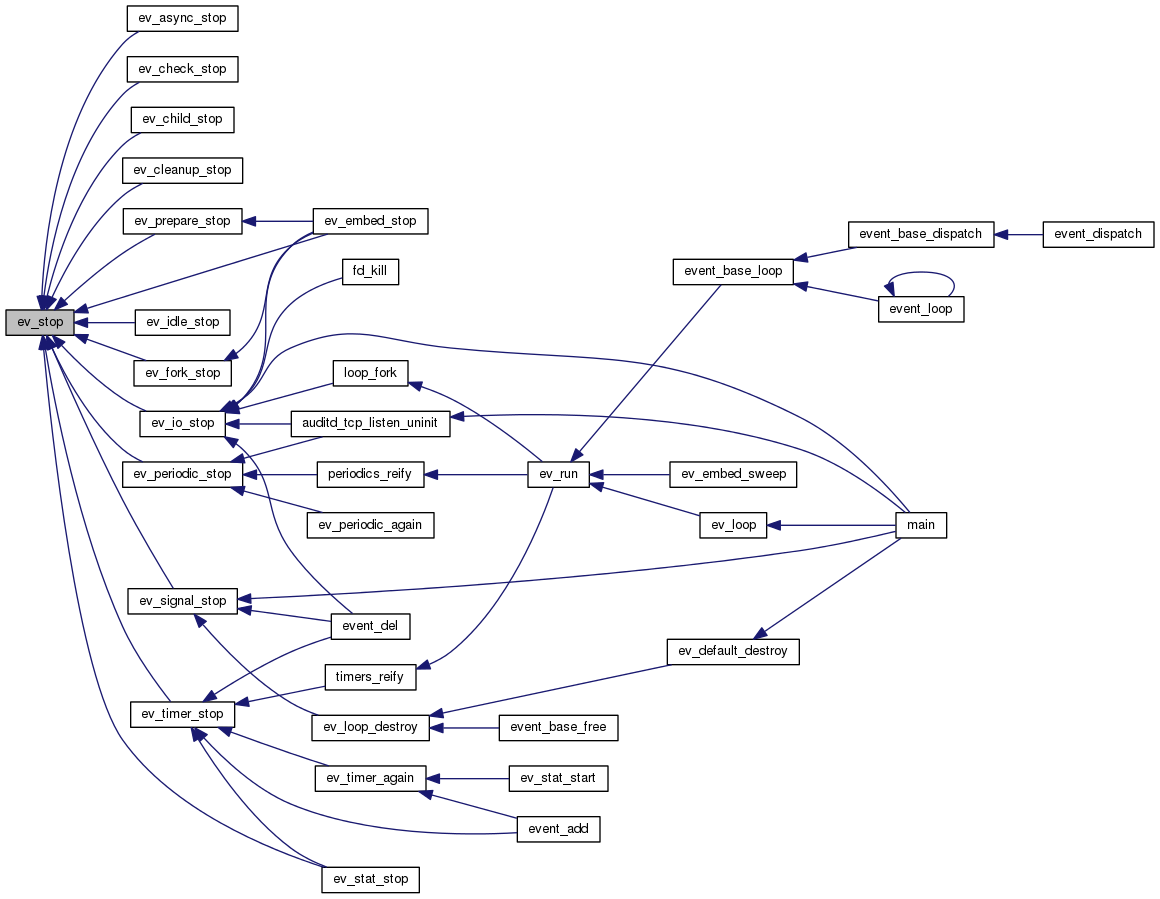 ev_async_stop
ev_check_stop
ev_child_stop
ev_cleanup_stop
ev_prepare_stop
ev_embed_stop
event_base_dispatch
event_dispatch
fd_kill
event_base_loop
event_loop
ev_stop
ev_idle_stop
ev_fork_stop
loop_fork
ev_io_stop
auditd_tcp_listen_uninit
ev_periodic_stop
periodics_reify
ev_run
ev_embed_sweep
ev_periodic_again
ev_loop
main
ev_signal_stop
event_del
ev_default_destroy
timers_reify
ev_timer_stop
ev_loop_destroy
event_base_free
ev_timer_again
ev_stat_start
event_add
ev_stat_stop